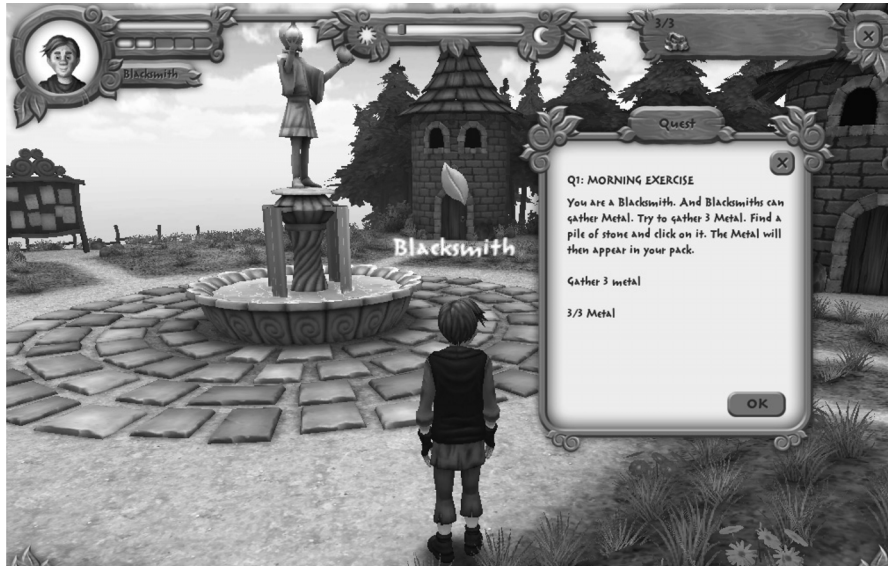 Blacksmith
3/3
Quest
Q1: MORNING EXERCISE
You are a Blacksmith. And Blacksmiths can
gather Metal. Try to gather 3 Metal. Find a
pile of stone and click on it. The Metal will
then appear in your pack.
Gather 3 metal
3/3 Metal
OK
Blacksmith